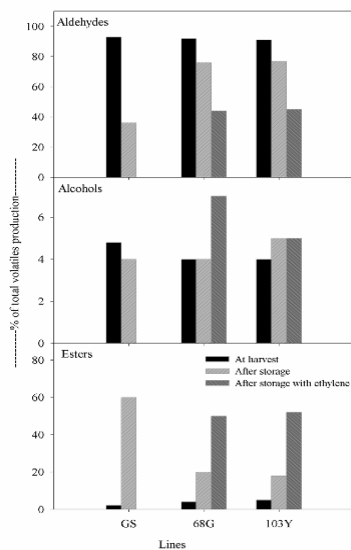 ----------% of total volatites production----------
Aldehydes
100
80
60
40
20
0
Alcohols
6
4
2
0
Esters
80
60
40
20
0
At harvest
After storage
After storage with ethylene
GS 68G 103Y
Lines